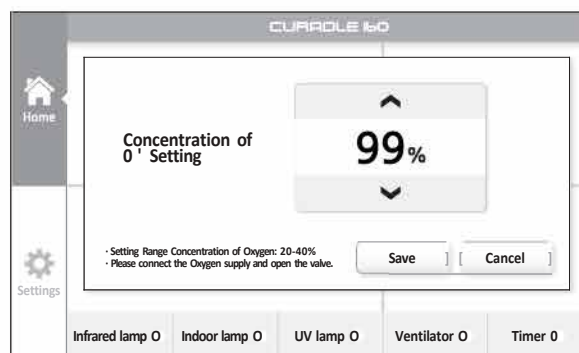 CURADLE 160
Home
Concentration of
0 ' Setting
99%
· Setting Range Concentration of Oxygen: 20-40%
· Please connect the Oxygen supply and open the valve.
Save ] [ Cancel ]
Settings
Infrared lamp O Indoor lamp O UV lamp O Ventilator O Timer 0